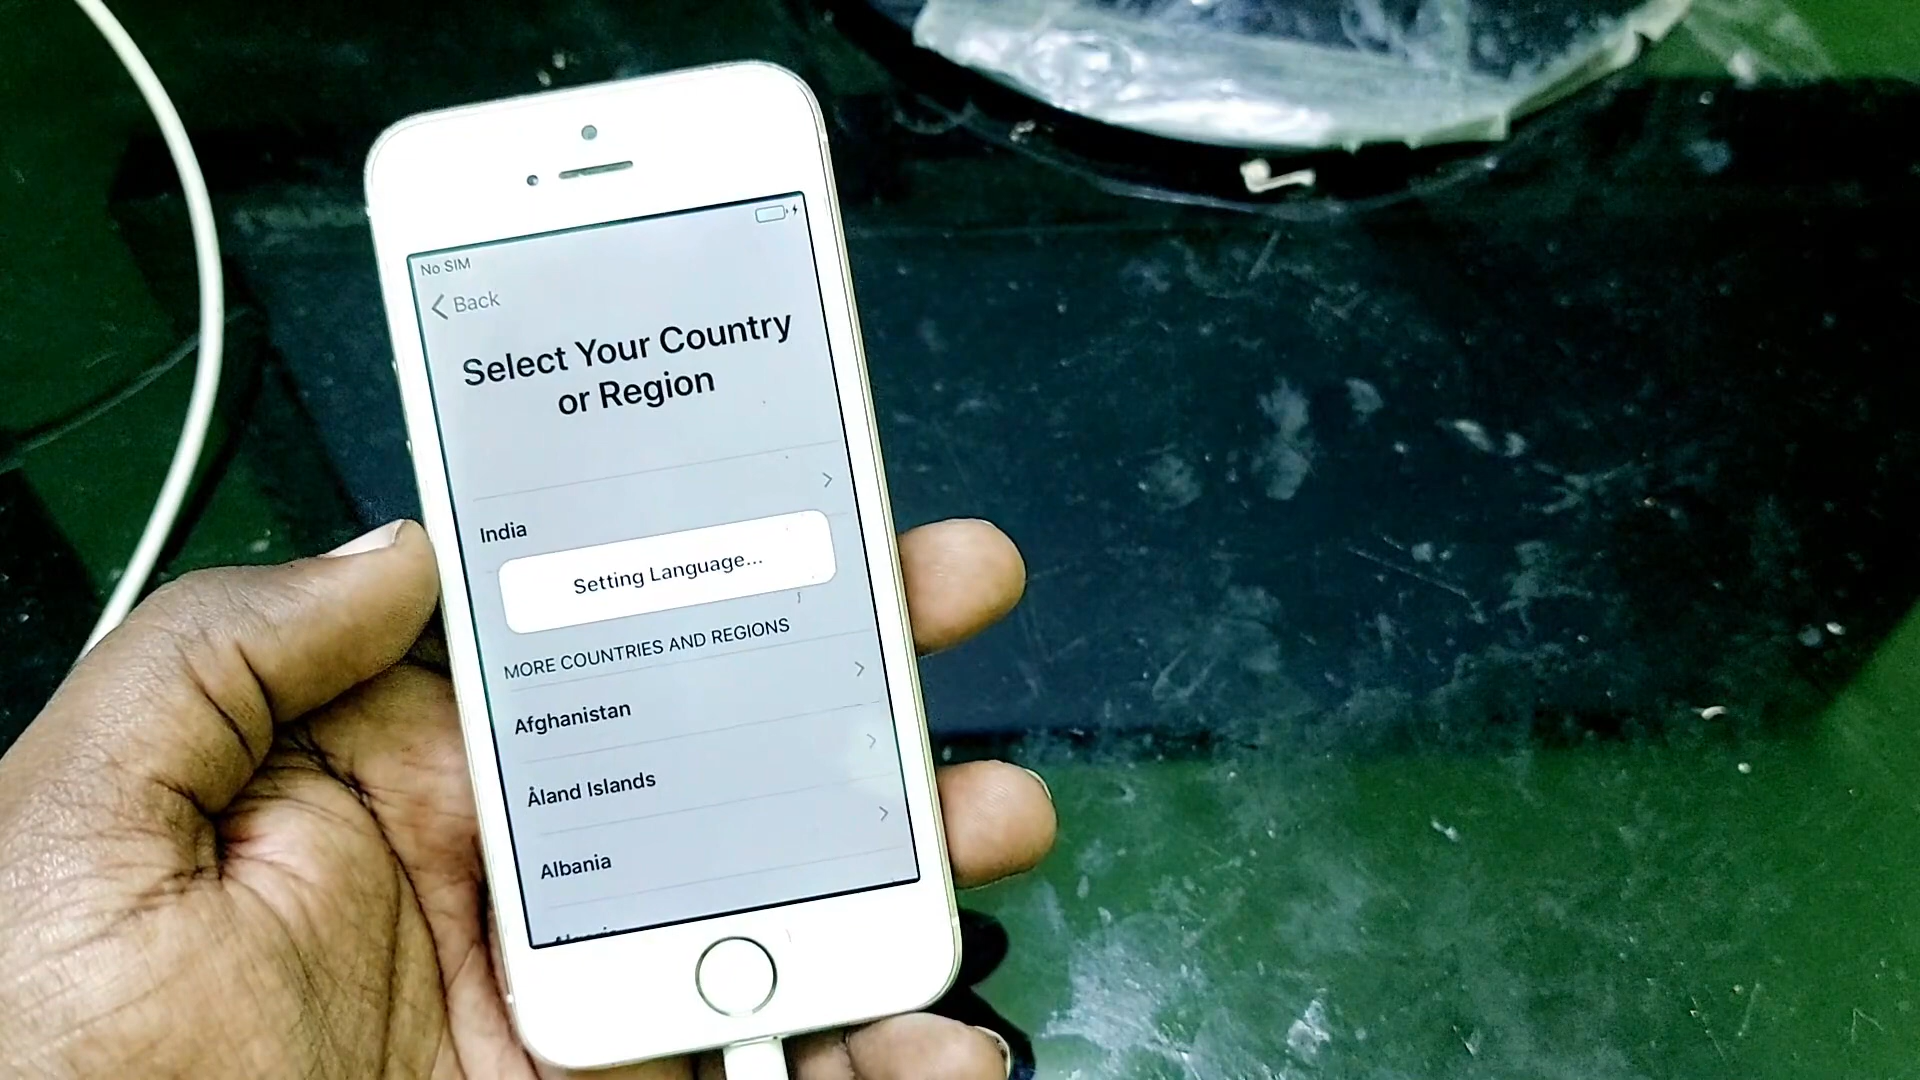 No SIM
Back
Select Your Country
or Region
India
Setting Language...
MORE COUNTRIES AND REGIONS
Afghanistan
Åland Islands
Albania